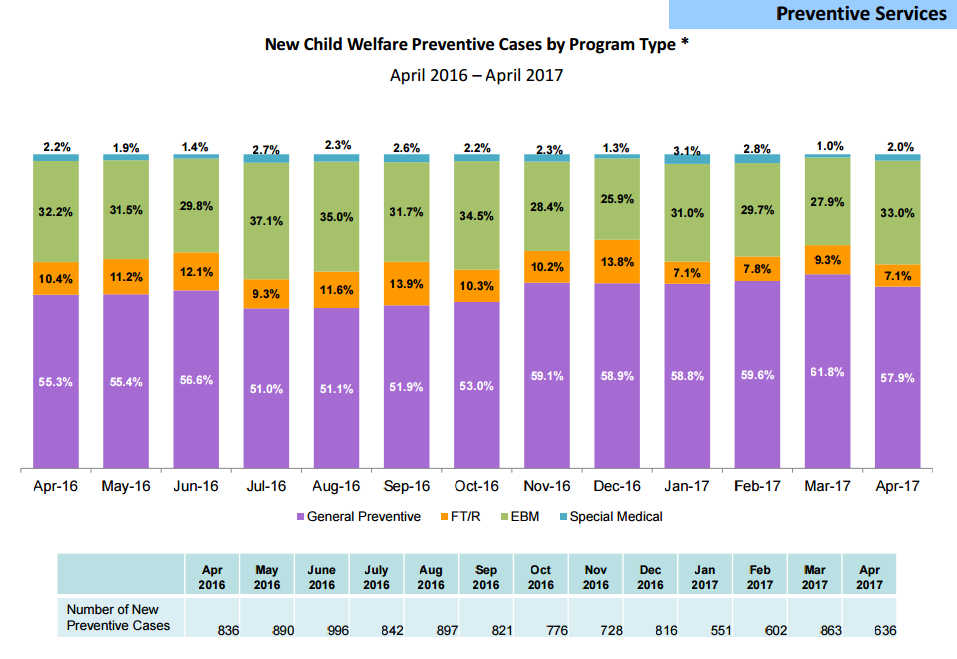 Preventive Services
New Child Welfare Preventive Cases by Program Type *
April 2016 – April 2017
2.2% 1.9% 1.4% 2.7% 2.3% 2.6% 2.2% 2.3% 1.3% 3.1% 2.8% 1.0% 2.0%
32.2% 31.5% 29.8% 37.1% 35.0% 31.7% 34.5% 28.4% 25.9% 31.0% 29.7% 27.9% 33.0%
10.4% 11.2% 12.1% 9.3% 11.6% 13.9% 10.3% 10.2% 13.8% 7.1% 7.8% 9.3% 7.1%
55.3% 55.4% 56.6% 51.0% 51.1% 51.9% 53.0% 59.1% 58.9% 58.8% 59.6% 61.8% 57.9%
Apr-16 May-16 Jun-16 Jul-16 Aug-16 Sep-16 Oct-16 Nov-16 Dec-16 Jan-17 Feb-17 Mar-17 Apr-17
General Preventive FT/R EBM Special Medical
Apr May June July Aug Sep Oct Nov Dec Jan Feb Mar Apr
2016 2016 2016 2016 2016 2016 2016 2016 2016 2017 2017 2017 2017
Number of New
Preventive Cases 836 890 996 842 897 821 776 728 816 551 602 863 636